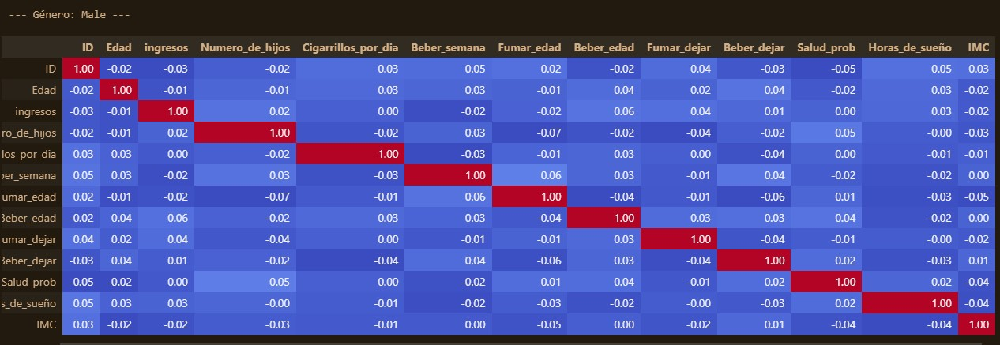 --- Género: Male ---
ID Edad ingresos Numero_de_hijos Cigarrillos_por_dia Beber_semana Fumar_edad Beber_edad Fumar_dejar Beber_dejar Salud_prob Horas_de_sueño IMC
ID 1.00 -0.02 -0.03 -0.02 0.03 0.05 0.02 -0.02 0.04 -0.03 -0.05 0.05 0.03
Edad -0.02 1.00 -0.01 -0.01 0.03 0.03 -0.01 0.04 0.02 0.04 -0.02 0.03 -0.02
ingresos -0.03 -0.01 1.00 0.02 0.00 -0.02 -0.02 0.06 0.04 0.01 0.00 0.03 -0.02
ro_de_hijos -0.02 -0.01 0.02 1.00 -0.02 0.03 -0.07 -0.02 -0.04 -0.02 0.05 -0.00 -0.03
llos_por_dia 0.03 0.03 0.00 -0.02 1.00 -0.03 -0.01 0.03 0.00 -0.04 0.00 -0.01 -0.01
ber_semana 0.05 0.03 -0.02 0.03 -0.03 1.00 0.06 0.03 -0.01 0.04 -0.02 -0.02 0.00
umar_edad 0.02 -0.01 -0.02 -0.07 -0.01 0.06 1.00 -0.04 -0.01 -0.06 0.01 -0.03 -0.05
Beber_edad -0.02 0.04 0.06 -0.02 0.03 0.03 -0.04 1.00 0.03 0.03 0.04 -0.02 0.00
umar_dejar 0.04 0.02 0.04 -0.04 0.00 -0.01 -0.01 0.03 1.00 -0.04 -0.01 -0.00 -0.02
Beber_dejar -0.03 0.04 0.01 -0.02 -0.04 0.04 -0.06 0.03 -0.04 1.00 0.02 -0.03 0.01
Salud_prob -0.05 -0.02 0.00 0.05 0.00 -0.02 0.01 0.04 -0.01 0.02 1.00 0.02 -0.04
s_de_sueño 0.05 0.03 0.03 -0.00 -0.01 -0.02 -0.03 -0.02 -0.00 -0.03 0.02 1.00 -0.04
IMC 0.03 -0.02 -0.02 -0.03 -0.01 0.00 -0.05 0.00 -0.02 0.01 -0.04 -0.04 1.00